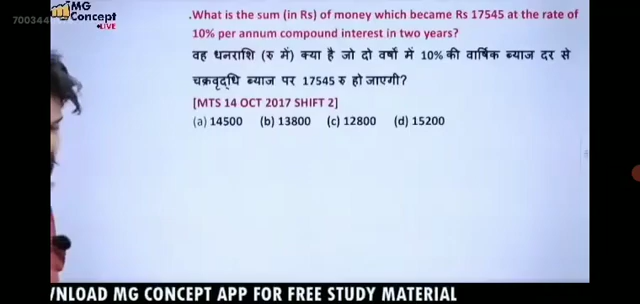 MG
Concept
LIVE
700344
.What is the sum (in Rs) of money which became Rs 17545 at the rate of
10% per annum compound interest in two years?
वह धनराशि (रु में) क्या है जो दो वर्षो में 10% की वार्षिक ब्याज दर से
चक्रवृद्धि ब्याज पर 17545 रु हो जाएगी?
[MTS 14 OCT 2017 SHIFT 2]
(a) 14500 (b) 13800 (c) 12800 (d) 15200
NLOAD MG CONCEPT APP FOR FREE STUDY MATERIAL